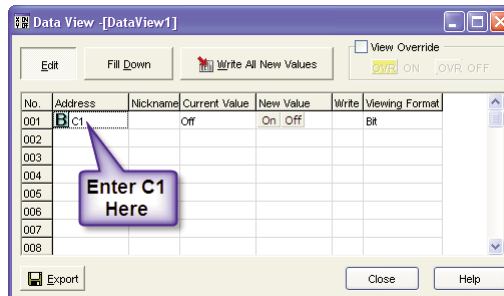 Data View -[DataView1]
View Override
Edit Fill Down Write All New Values OVR ON OVR OFF
No. Address Nickname Current Value New Value Write Viewing Format
001 B C1 Off On Off Bit
002
003
004
005
006
007
008
Enter C1
Here
Export Close Help